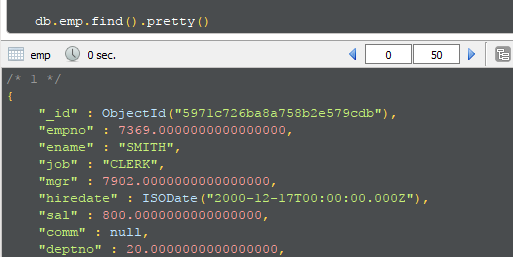 db.emp.find().pretty()
emp 0 sec. 0 50
/* 1 */
{
"_id" : ObjectId("5971c726ba8a758b2e579cdb"),
"empno" : 7369.0000000000000000,
"ename" : "SMITH",
"job" : "CLERK",
"mgr" : 7902.0000000000000000,
"hiredate" : ISODate("2000-12-17T00:00:00.000Z"),
"sal" : 800.0000000000000000,
"comm" : null,
"deptno" : 20.0000000000000000,